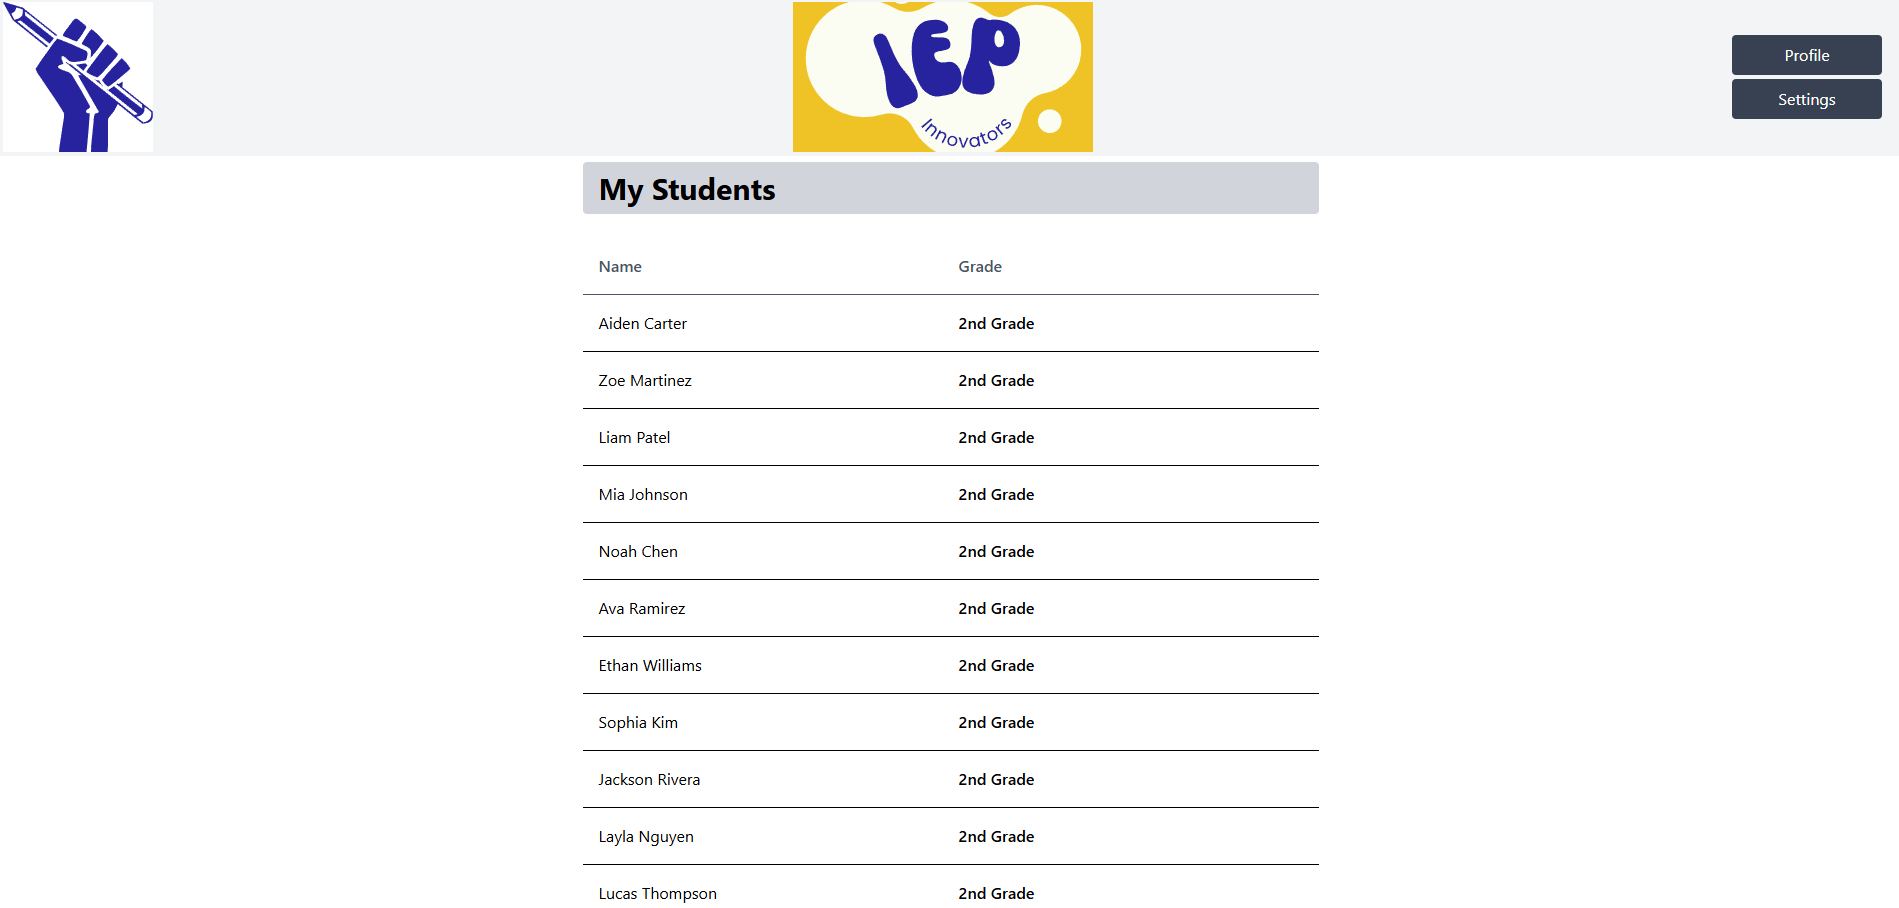 IEP
Innovators
Profile
Settings
My Students
Name Grade
Aiden Carter 2nd Grade
Zoe Martinez 2nd Grade
Liam Patel 2nd Grade
Mia Johnson 2nd Grade
Noah Chen 2nd Grade
Ava Ramirez 2nd Grade
Ethan Williams 2nd Grade
Sophia Kim 2nd Grade
Jackson Rivera 2nd Grade
Layla Nguyen 2nd Grade
Lucas Thompson 2nd Grade